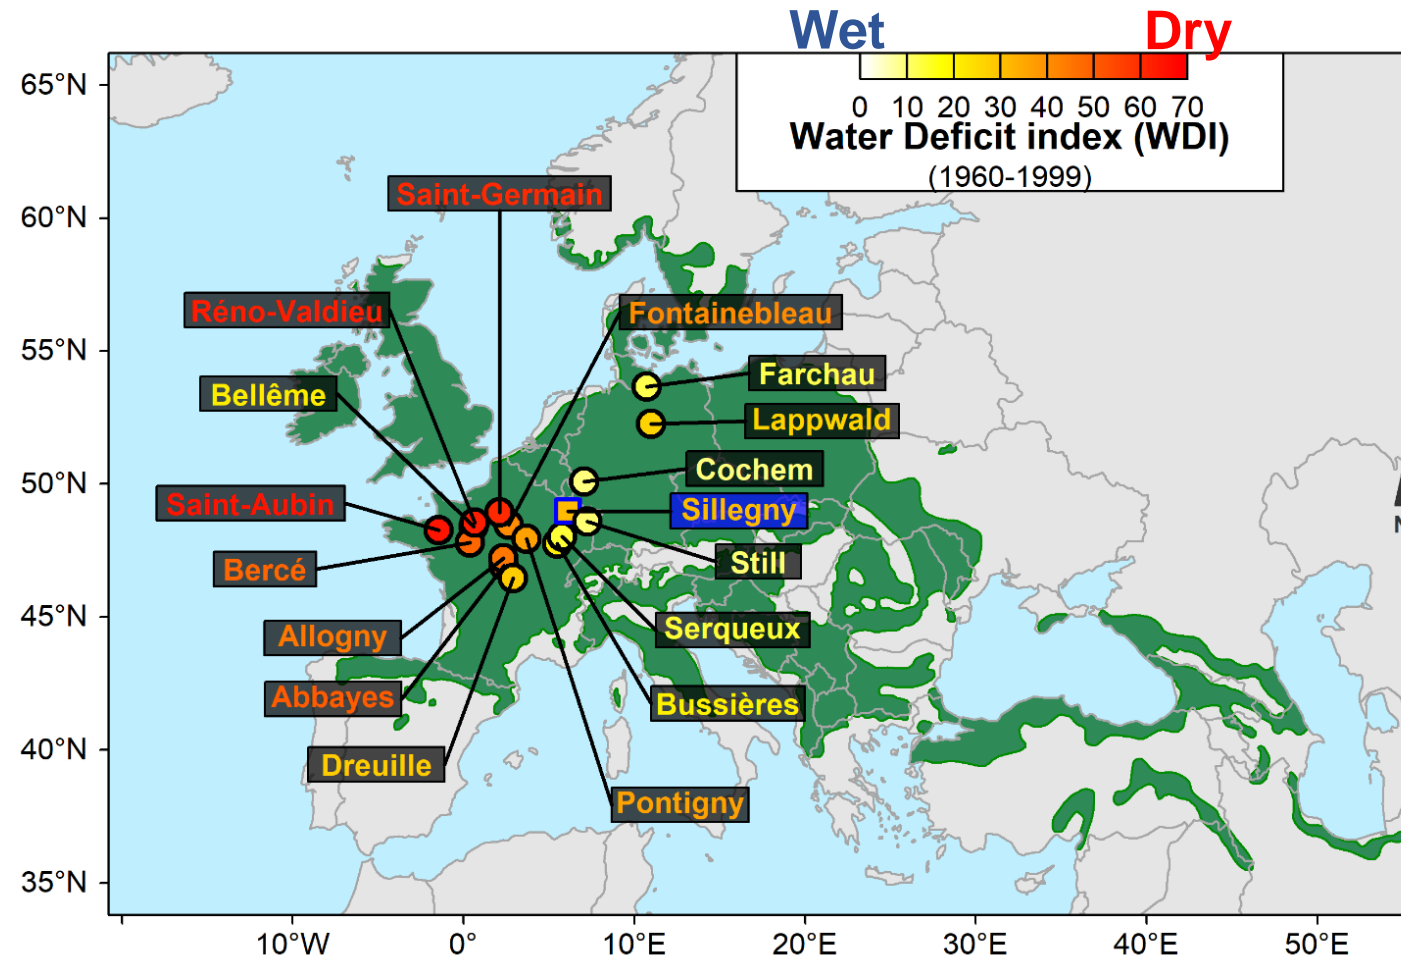 Wet
Dry
65°N
60°N
55°N
50°N
45°N
40°N
35°N
0 10 20 30 40 50 60 70
Water Deficit index (WDI)
(1960-1999)
Saint-Germain
Réno-Valdieu
Fontainebleau
Bellême
Farchau
Lappwald
Cochem
Saint-Aubin
Sillegny
Bercé
Still
Allogny
Serqueux
Abbayes
Bussières
Dreuille
Pontigny
10°W 0° 10°E 20°E 30°E 40°E 50°E